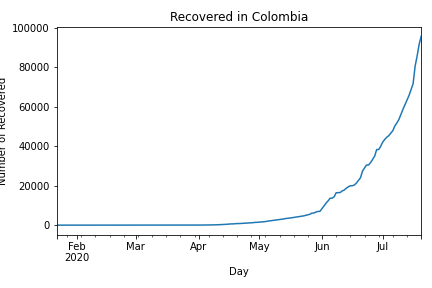 Recovered in Colombia
100000
80000
60000
40000
20000
0
Number of Recovered
Feb
2020
Mar
Apr
May
Jun
Jul
Day